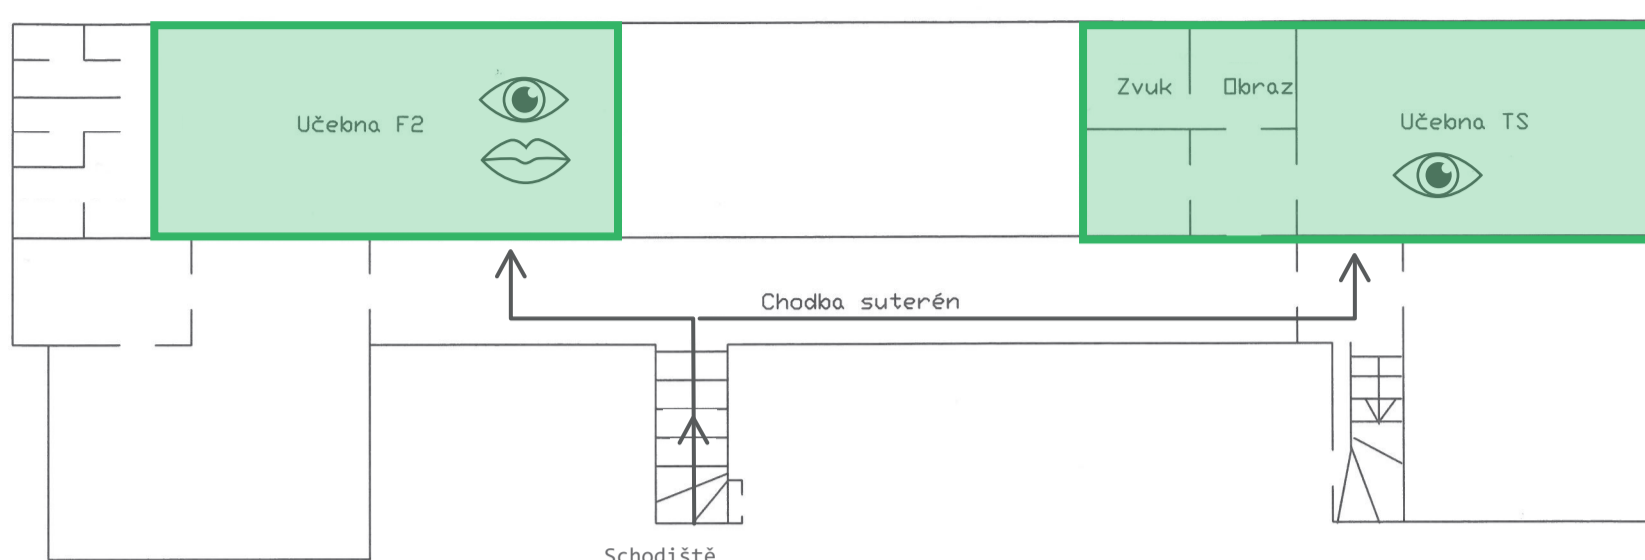 Zvuk
Obraz
Učebna F2
Učebna TS
Chodba suterén
Schodiště